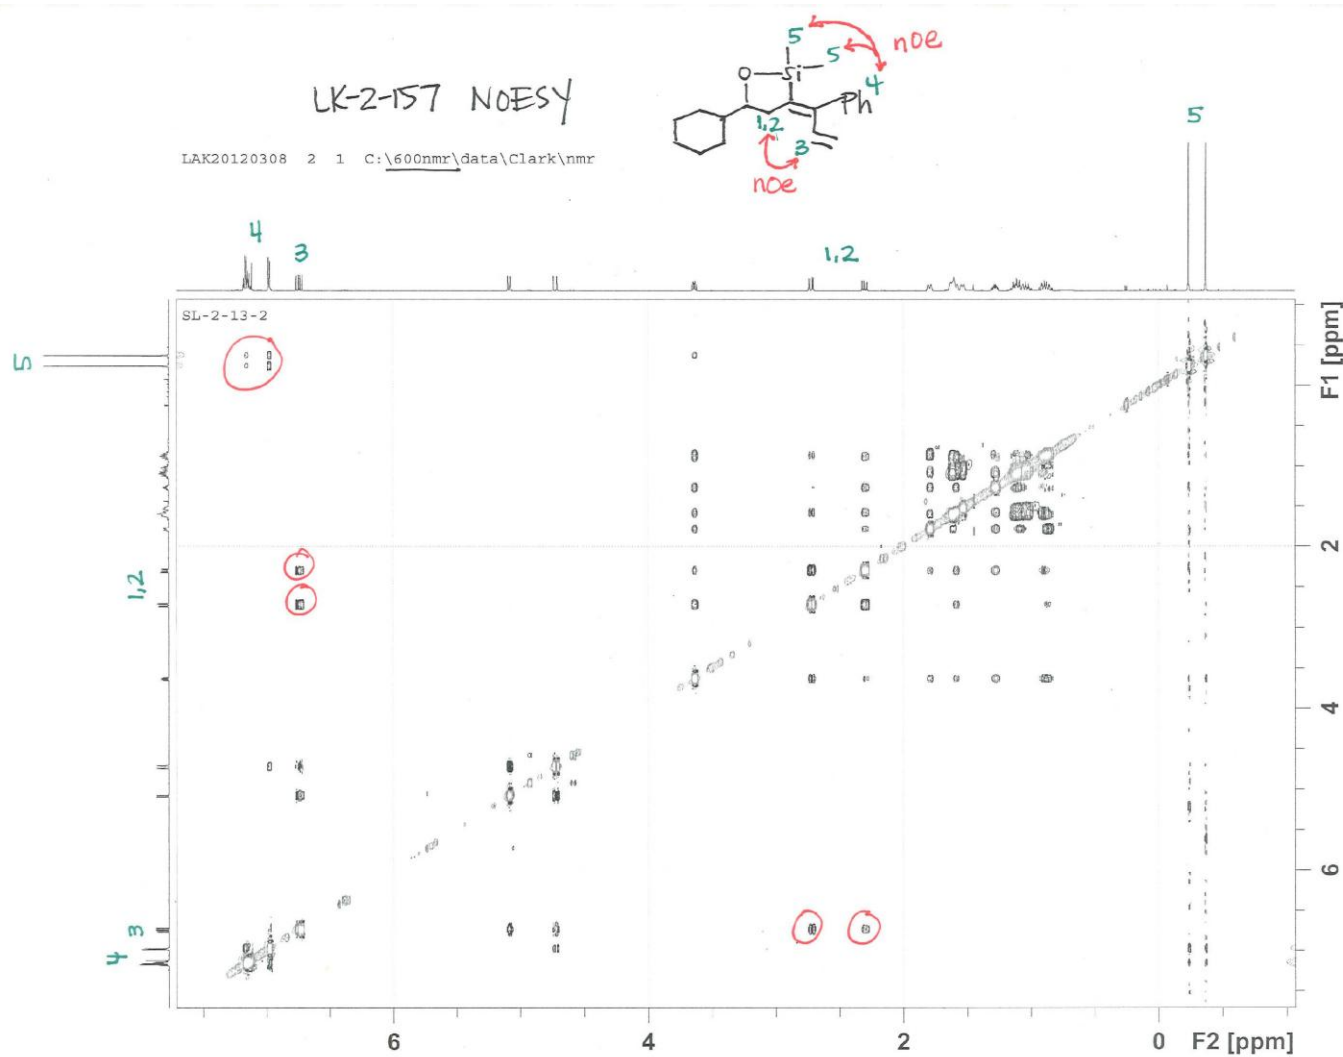 5
noe
5
O
Si
4
Ph
LK-2-157 NOESY
1,2
3
noe
5
LAK20120308 2 1 C:\600nmr\data\Clark\nmr
4
3
1,2
SL-2-13-2
5
F1 [ppm]
2
1,2
4
6
3
4
6
4
2
0
F2 [ppm]